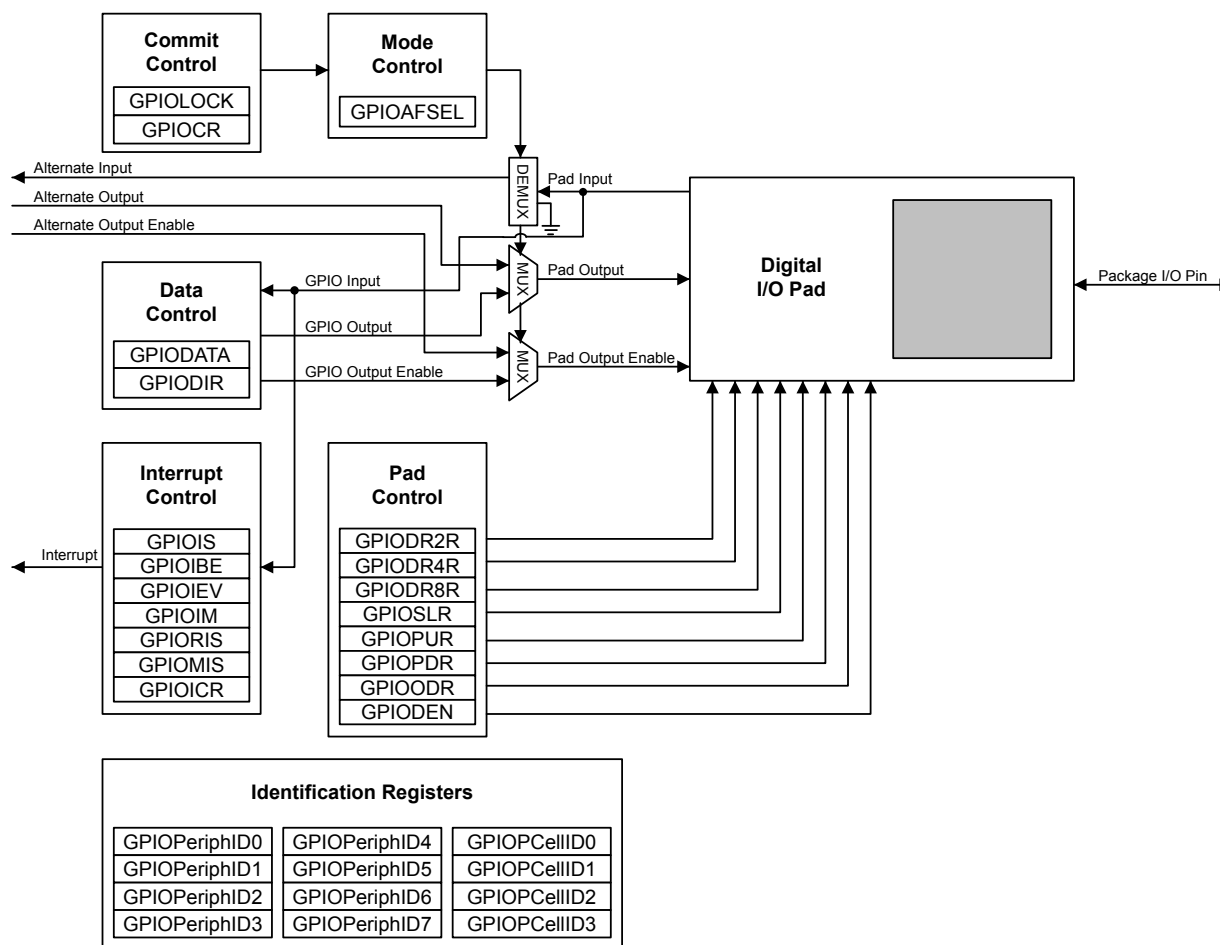 Commit
Control
GPIOLOCK
GPIOCR
Mode
Control
GPIOAFSEL
Alternate Input
Alternate Output
Alternate Output Enable
DEMUX
Pad Input
MUX
Pad Output
MUX
Pad Output Enable
Digital
I/O Pad
Package I/O Pin
Data
Control
GPIODATA
GPIODIR
GPIO Input
GPIO Output
GPIO Output Enable
Interrupt
Control
GPIOIS
GPIOIBE
GPIOIEV
GPIOIM
GPIORIS
GPIOMIS
GPIOICR
Interrupt
Pad
Control
GPIODR2R
GPIODR4R
GPIODR8R
GPIOSLR
GPIOPUR
GPIOPDR
GPIOODR
GPIODEN
Identification Registers
GPIOPeriphID0
GPIOPeriphID1
GPIOPeriphID2
GPIOPeriphID3
GPIOPeriphID4
GPIOPeriphID5
GPIOPeriphID6
GPIOPeriphID7
GPIOPCellID0
GPIOPCellID1
GPIOPCellID2
GPIOPCellID3